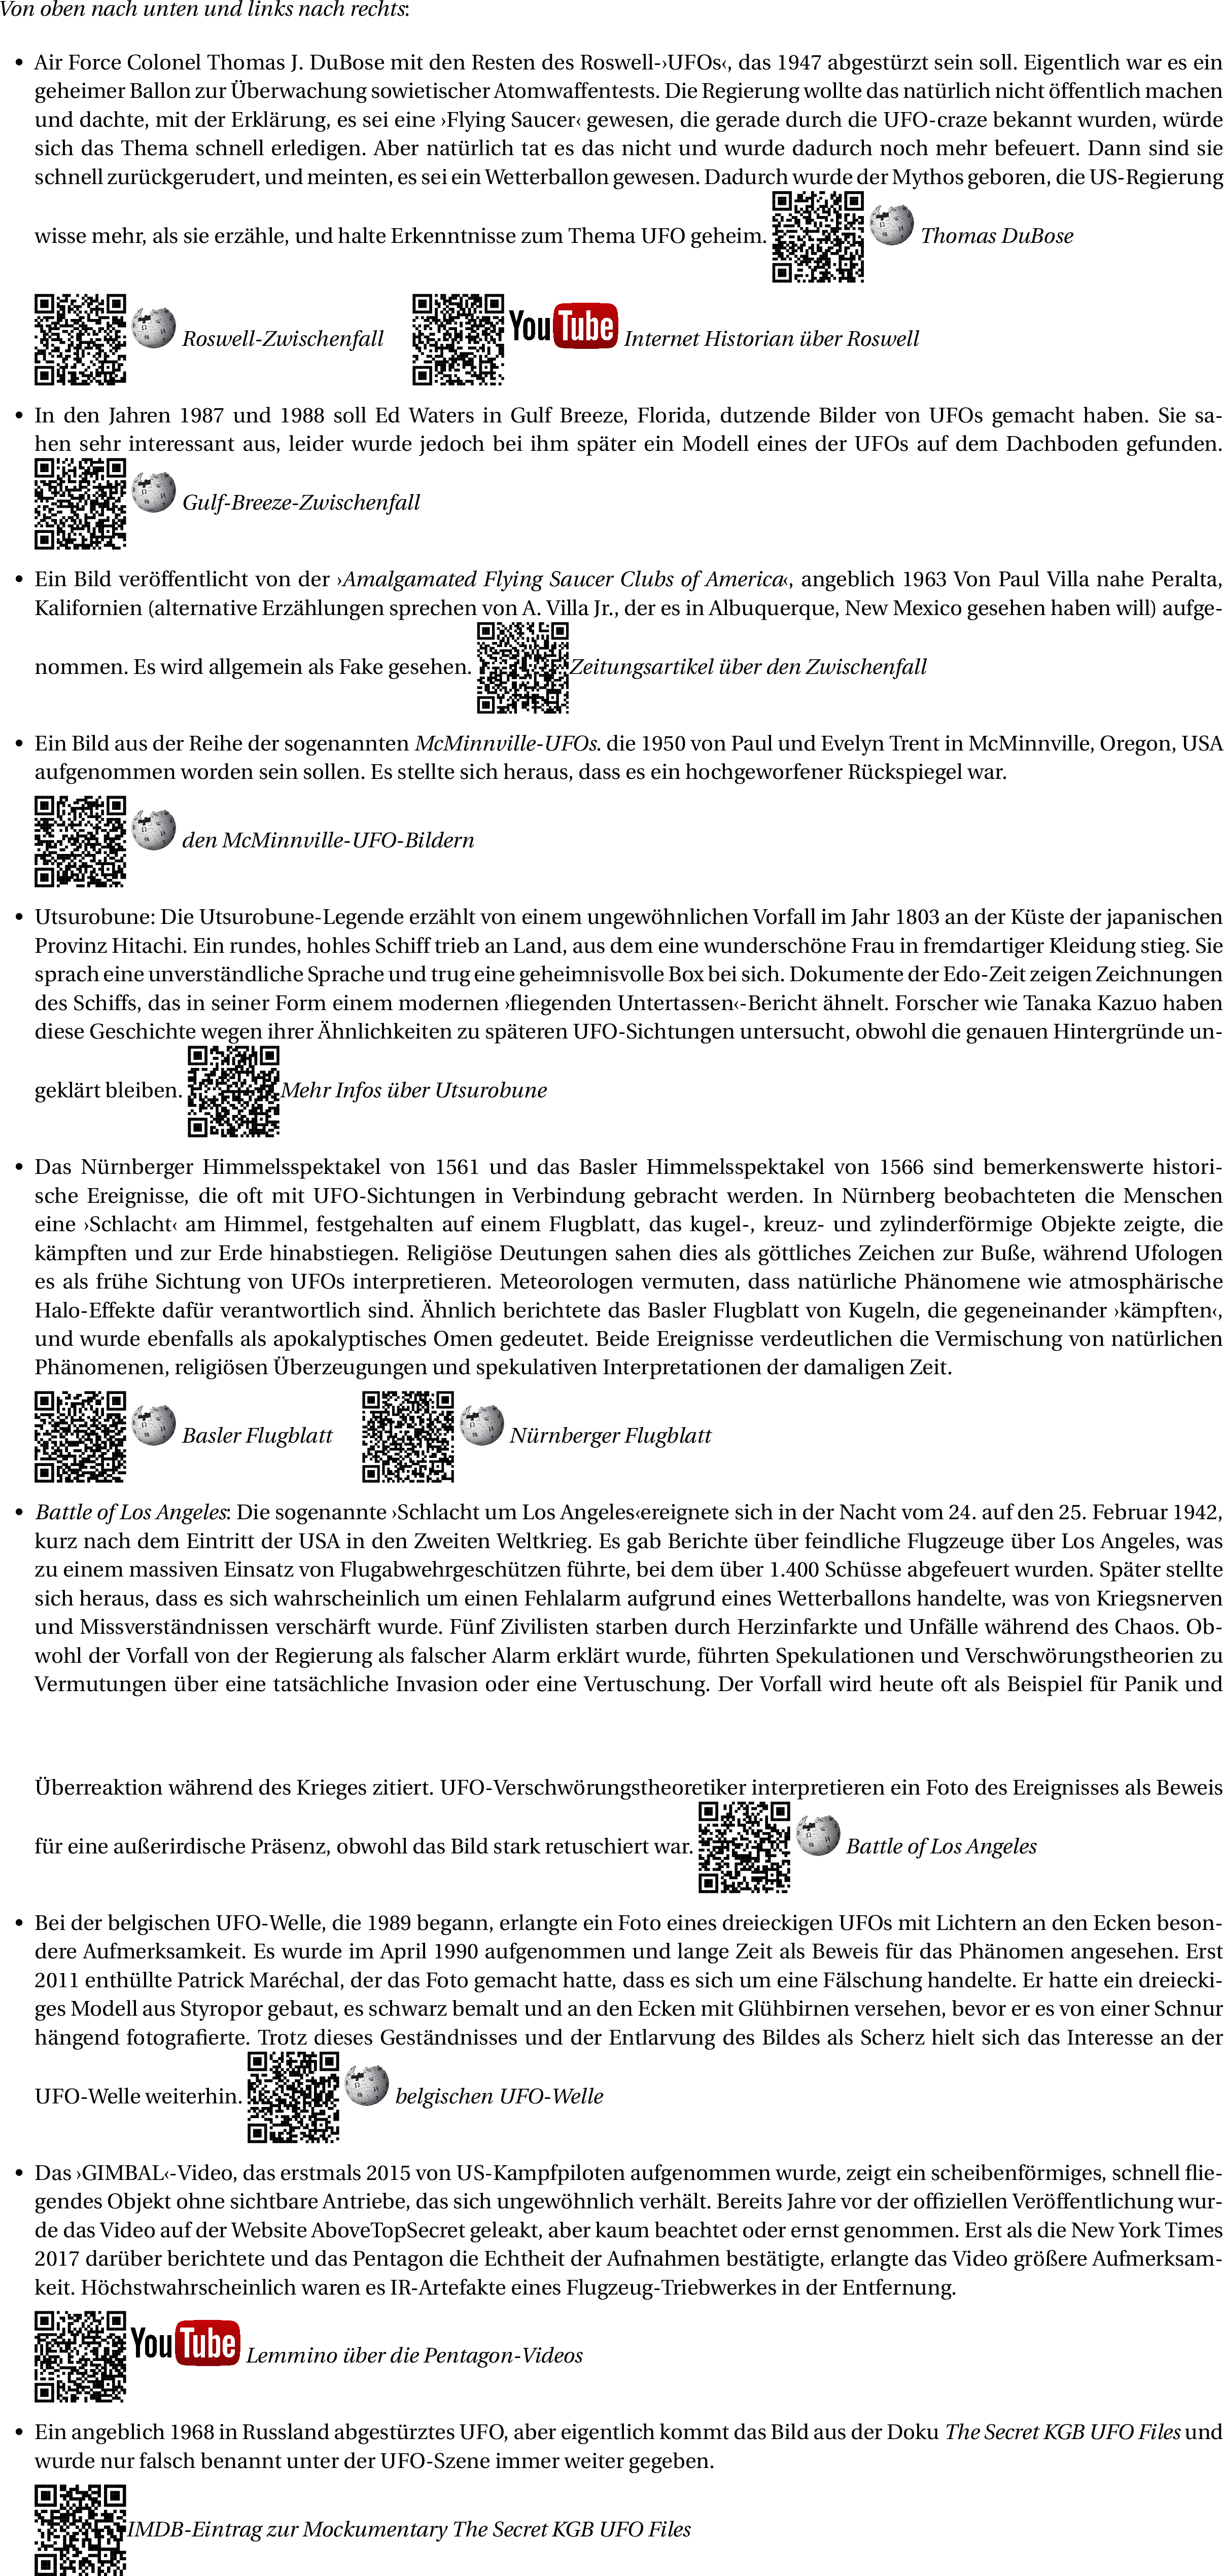 Von oben nach unten und links nach rechts:
• Air Force Colonel Thomas J. DuBose mit den Resten des Roswell-›UFOs‹, das 1947 abgestürzt sein soll. Eigentlich war es ein
geheimer Ballon zur Überwachung sowietischer Atomwaffentests. Die Regierung wollte das natürlich nicht öffentlich machen
und dachte, mit der Erklärung, es sei eine ›Flying Saucer‹ gewesen, die gerade durch die UFO-craze bekannt wurden, würde
sich das Thema schnell erledigen. Aber natürlich tat es das nicht und wurde dadurch noch mehr befeuert. Dann sind sie
schnell zurückgerudert, und meinten, es sei ein Wetterballon gewesen. Dadurch wurde der Mythos geboren, die US-Regierung
wisse mehr, als sie erzähle, und halte Erkenntnisse zum Thema UFO geheim. Thomas DuBose
Roswell-Zwischenfall YouTube Internet Historian über Roswell
• In den Jahren 1987 und 1988 soll Ed Waters in Gulf Breeze, Florida, dutzende Bilder von UFOs gemacht haben. Sie sa-
hen sehr interessant aus, leider wurde jedoch bei ihm später ein Modell eines der UFOs auf dem Dachboden gefunden.
Gulf-Breeze-Zwischenfall
• Ein Bild veröffentlicht von der ›Amalgamated Flying Saucer Clubs of America‹, angeblich 1963 Von Paul Villa nahe Peralta,
Kalifornien (alternative Erzählungen sprechen von A. Villa Jr., der es in Albuquerque, New Mexico gesehen haben will) aufge-
nommen. Es wird allgemein als Fake gesehen. Zeitungsartikel über den Zwischenfall
• Ein Bild aus der Reihe der sogenannten McMinnville-UFOs. die 1950 von Paul und Evelyn Trent in McMinnville, Oregon, USA
aufgenommen worden sein sollen. Es stellte sich heraus, dass es ein hochgeworfener Rückspiegel war.
den McMinnville-UFO-Bildern
• Utsurobune: Die Utsurobune-Legende erzählt von einem ungewöhnlichen Vorfall im Jahr 1803 an der Küste der japanischen
Provinz Hitachi. Ein rundes, hohles Schiff trieb an Land, aus dem eine wunderschöne Frau in fremdartiger Kleidung stieg. Sie
sprach eine unverständliche Sprache und trug eine geheimnisvolle Box bei sich. Dokumente der Edo-Zeit zeigen Zeichnungen
des Schiffs, das in seiner Form einem modernen ›fliegenden Untertassen‹-Bericht ähnelt. Forscher wie Tanaka Kazuo haben
diese Geschichte wegen ihrer Ähnlichkeiten zu späteren UFO-Sichtungen untersucht, obwohl die genauen Hintergründe un-
geklärt bleiben. Mehr Infos über Utsurobune
• Das Nürnberger Himmelsspektakel von 1561 und das Basler Himmelsspektakel von 1566 sind bemerkenswerte histori-
sche Ereignisse, die oft mit UFO-Sichtungen in Verbindung gebracht werden. In Nürnberg beobachteten die Menschen
eine ›Schlacht‹ am Himmel, festgehalten auf einem Flugblatt, das kugel-, kreuz- und zylinderförmige Objekte zeigte, die
kämpften und zur Erde hinabstiegen. Religiöse Deutungen sahen dies als göttliches Zeichen zur Buße, während Ufologen
es als frühe Sichtung von UFOs interpretieren. Meteorologen vermuten, dass natürliche Phänomene wie atmosphärische
Halo-Effekte dafür verantwortlich sind. Ähnlich berichtete das Basler Flugblatt von Kugeln, die gegeneinander ›kämpften‹,
und wurde ebenfalls als apokalyptisches Omen gedeutet. Beide Ereignisse verdeutlichen die Vermischung von natürlichen
Phänomenen, religiösen Überzeugungen und spekulativen Interpretationen der damaligen Zeit.
Basler Flugblatt Nürnberger Flugblatt
• Battle of Los Angeles: Die sogenannte ›Schlacht um Los Angeles‹ereignete sich in der Nacht vom 24. auf den 25. Februar 1942,
kurz nach dem Eintritt der USA in den Zweiten Weltkrieg. Es gab Berichte über feindliche Flugzeuge über Los Angeles, was
zu einem massiven Einsatz von Flugabwehrgeschützen führte, bei dem über 1.400 Schüsse abgefeuert wurden. Später stellte
sich heraus, dass es sich wahrscheinlich um einen Fehlalarm aufgrund eines Wetterballons handelte, was von Kriegsnerven
und Missverständnissen verschärft wurde. Fünf Zivilisten starben durch Herzinfarkte und Unfälle während des Chaos. Ob-
wohl der Vorfall von der Regierung als falscher Alarm erklärt wurde, führten Spekulationen und Verschwörungstheorien zu
Vermutungen über eine tatsächliche Invasion oder eine Vertuschung. Der Vorfall wird heute oft als Beispiel für Panik und
Überreaktion während des Krieges zitiert. UFO-Verschwörungstheoretiker interpretieren ein Foto des Ereignisses als Beweis
für eine außerirdische Präsenz, obwohl das Bild stark retuschiert war. Battle of Los Angeles
• Bei der belgischen UFO-Welle, die 1989 begann, erlangte ein Foto eines dreieckigen UFOs mit Lichtern an den Ecken beson-
dere Aufmerksamkeit. Es wurde im April 1990 aufgenommen und lange Zeit als Beweis für das Phänomen angesehen. Erst
2011 enthüllte Patrick Maréchal, der das Foto gemacht hatte, dass es sich um eine Fälschung handelte. Er hatte ein dreiecki-
ges Modell aus Styropor gebaut, es schwarz bemalt und an den Ecken mit Glühbirnen versehen, bevor er es von einer Schnur
hängend fotografierte. Trotz dieses Geständnisses und der Entlarvung des Bildes als Scherz hielt sich das Interesse an der
UFO-Welle weiterhin. belgischen UFO-Welle
• Das ›GIMBAL‹-Video, das erstmals 2015 von US-Kampfpiloten aufgenommen wurde, zeigt ein scheibenförmiges, schnell flie-
gendes Objekt ohne sichtbare Antriebe, das sich ungewöhnlich verhält. Bereits Jahre vor der offiziellen Veröffentlichung wur-
de das Video auf der Website AboveTopSecret geleakt, aber kaum beachtet oder ernst genommen. Erst als die New York Times
2017 darüber berichtete und das Pentagon die Echtheit der Aufnahmen bestätigte, erlangte das Video größere Aufmerksam-
keit. Höchstwahrscheinlich waren es IR-Artefakte eines Flugzeug-Triebwerkes in der Entfernung.
YouTube Lemmino über die Pentagon-Videos
• Ein angeblich 1968 in Russland abgestürztes UFO, aber eigentlich kommt das Bild aus der Doku The Secret KGB UFO Files und
wurde nur falsch benannt unter der UFO-Szene immer weiter gegeben.
IMDB-Eintrag zur Mockumentary The Secret KGB UFO Files